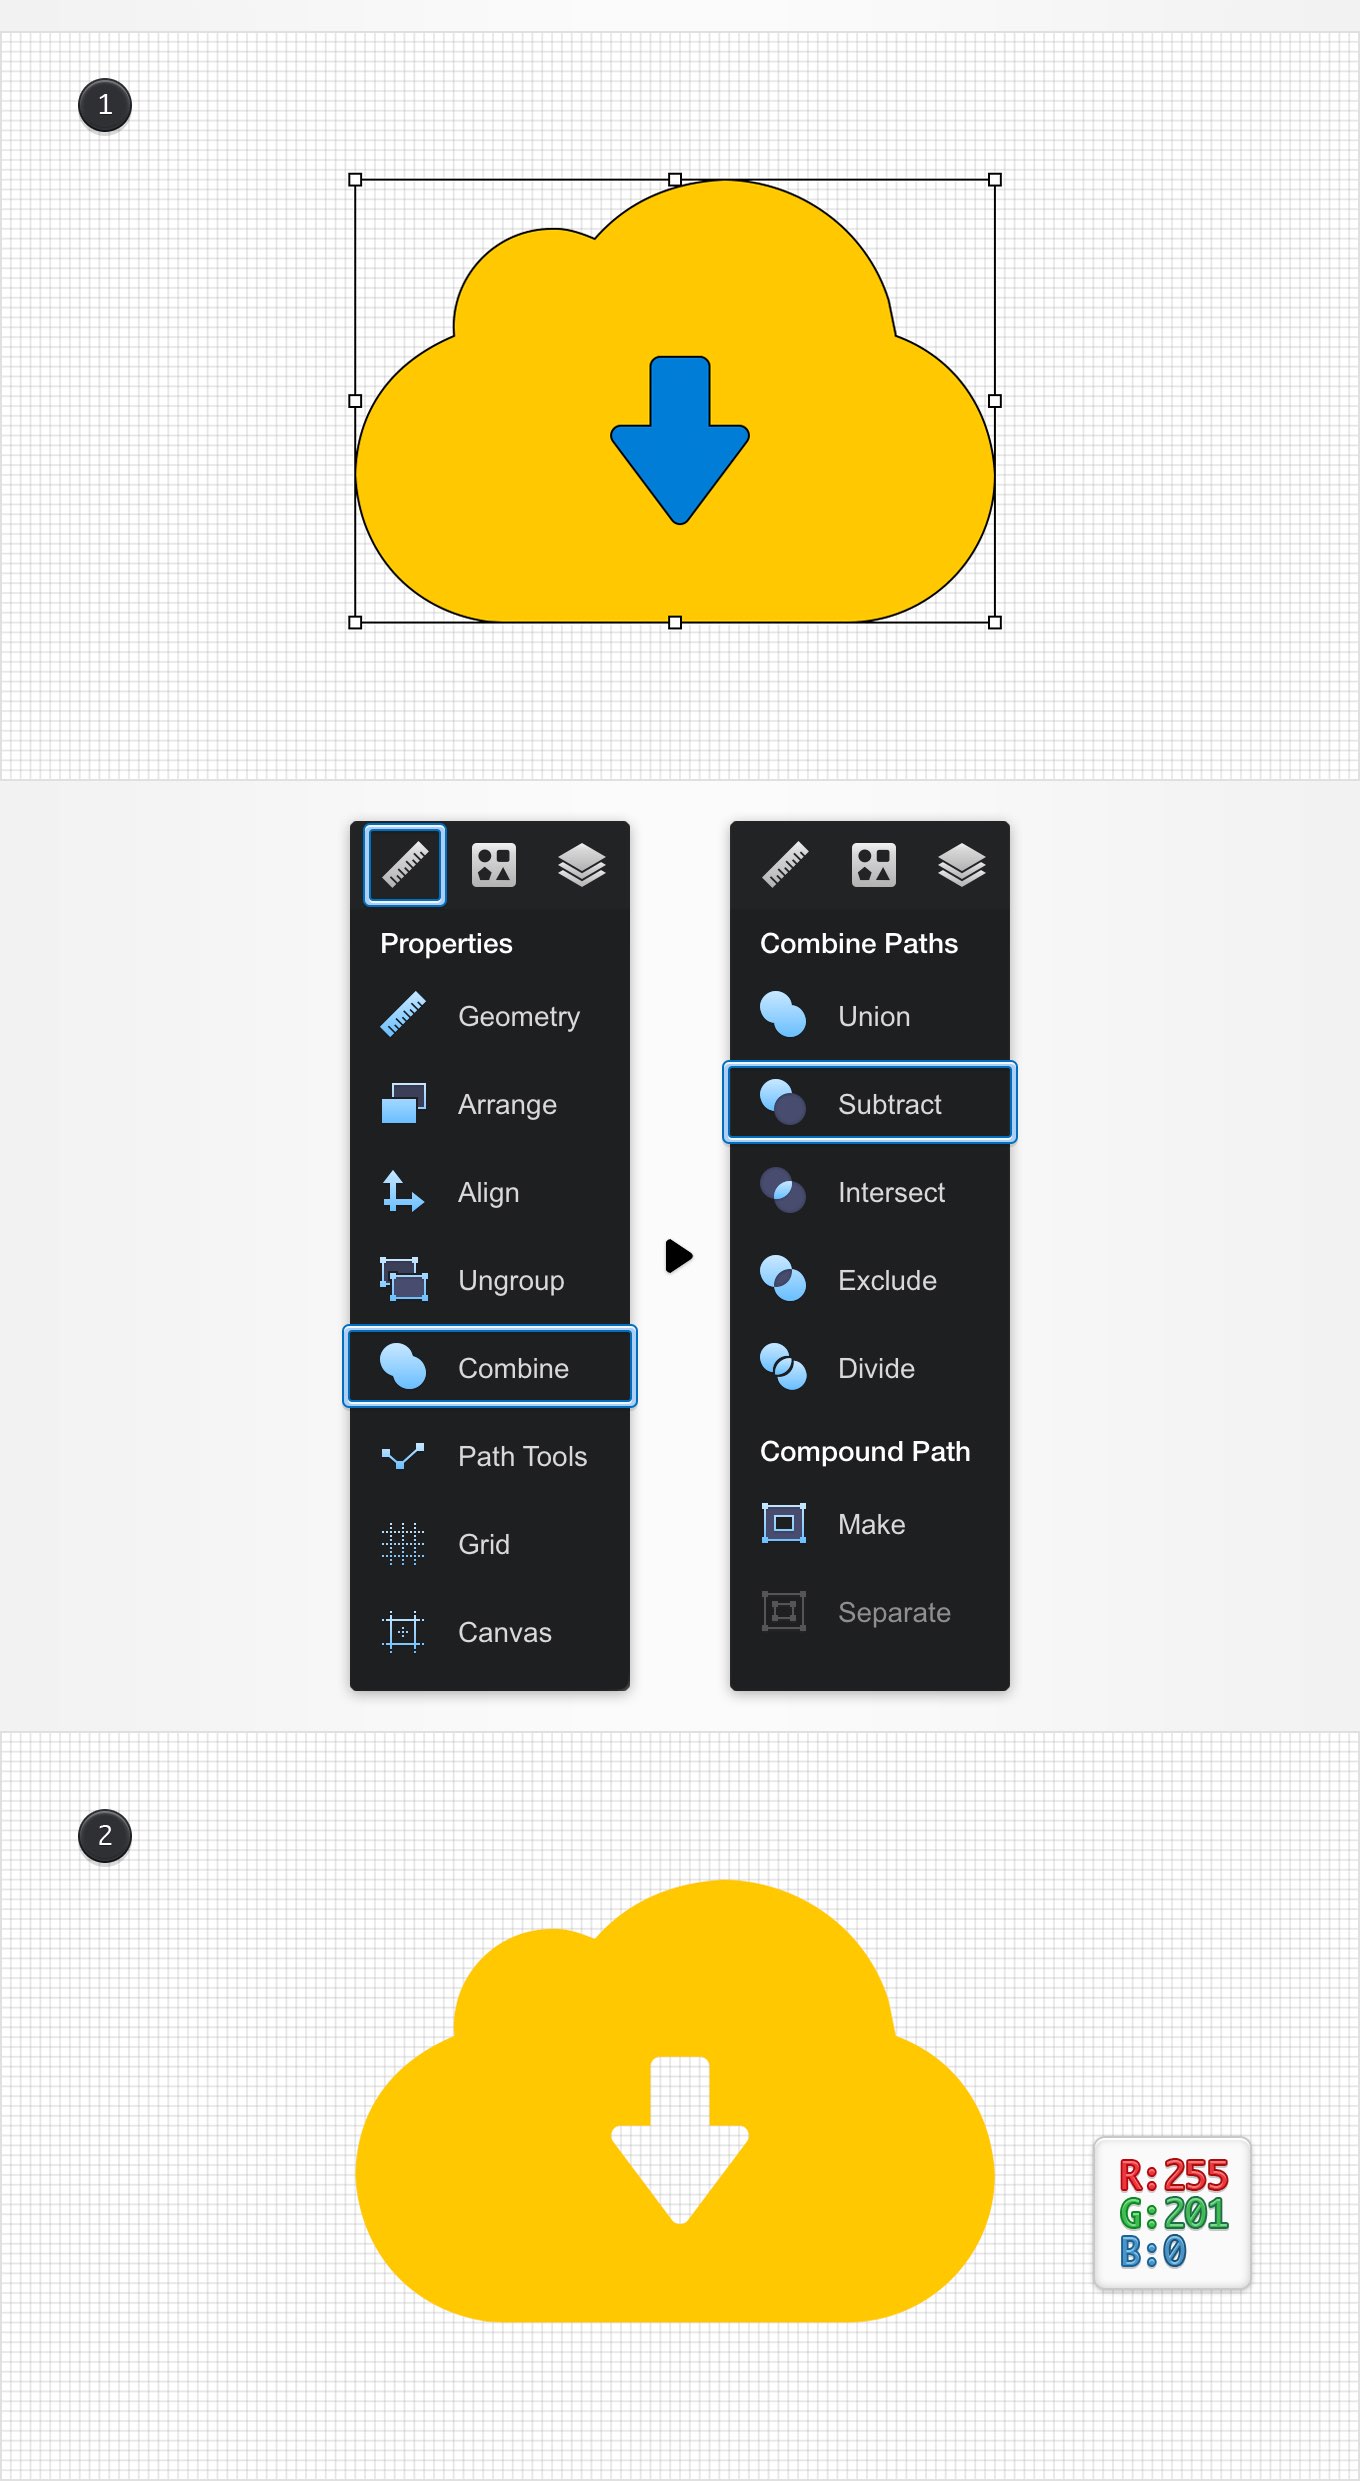 1
Properties
Geometry
Arrange
Align
Ungroup
Combine
Path Tools
Grid
Canvas
Combine Paths
Union
Subtract
Intersect
Exclude
Divide
Compound Path
Make
Separate
2
R:255
G:201
B:0